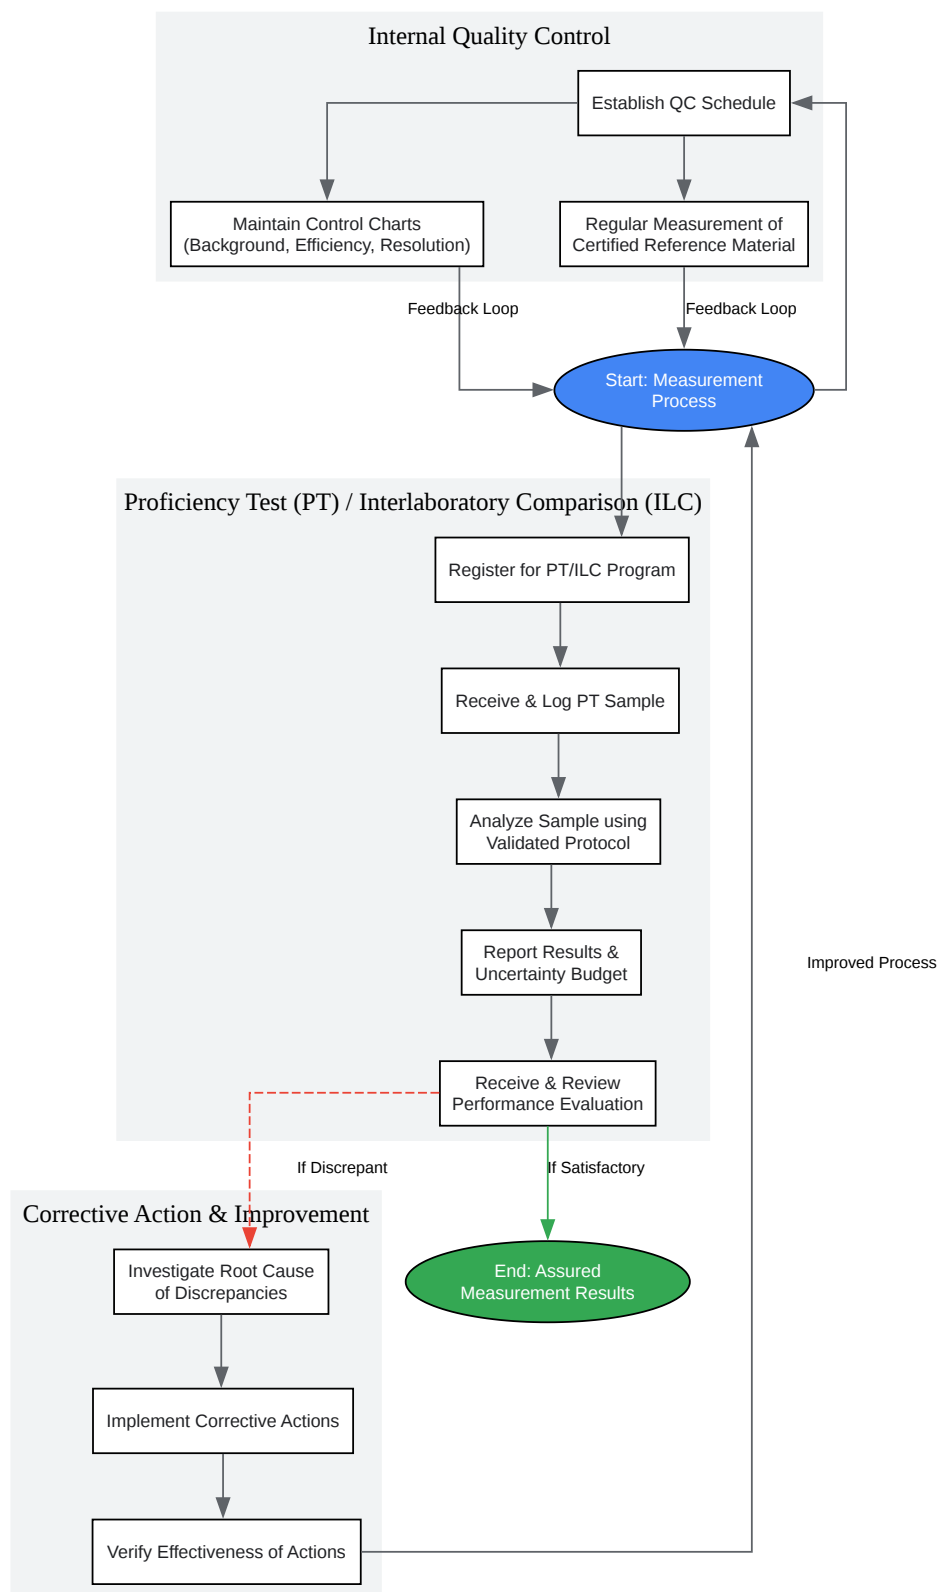 Internal Quality Control
Establish QC Schedule
Maintain Control Charts
(Background, Efficiency, Resolution)
Regular Measurement of
Certified Reference Material
Feedback Loop
Feedback Loop
Start: Measurement
Process
Proficiency Test (PT) / Interlaboratory Comparison (ILC)
Register for PT/ILC Program
Receive & Log PT Sample
Analyze Sample using
Validated Protocol
Report Results &
Uncertainty Budget
Improved Process
Receive & Review
Performance Evaluation
If Discrepant
If Satisfactory
Corrective Action & Improvement
Investigate Root Cause
of Discrepancies
End: Assured
Measurement Results
Implement Corrective Actions
Verify Effectiveness of Actions